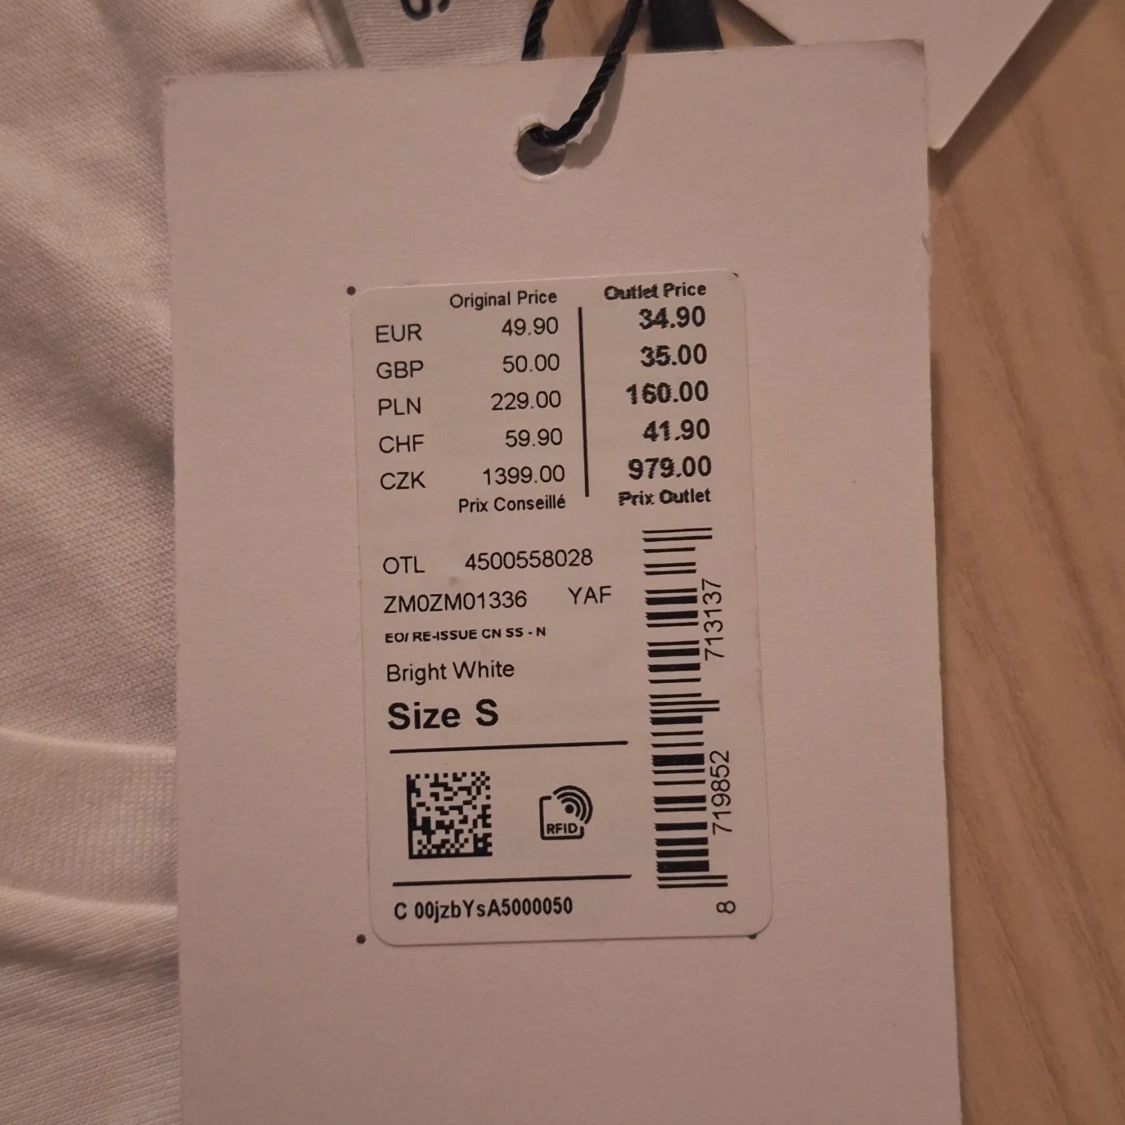 Original Price Outlet Price
EUR 49.90 34.90
GBP 50.00 35.00
PLN 229.00 160.00
CHF 59.90 41.90
CZK 1399.00 979.00
Prix Conseillé Prix Outlet
OTL 4500558028
ZM0ZM01336 YAF
EO/ RE-ISSUE CN SS - N
Bright White
Size S
RFID
C 00jzbYsA5000050
8 719852 713137